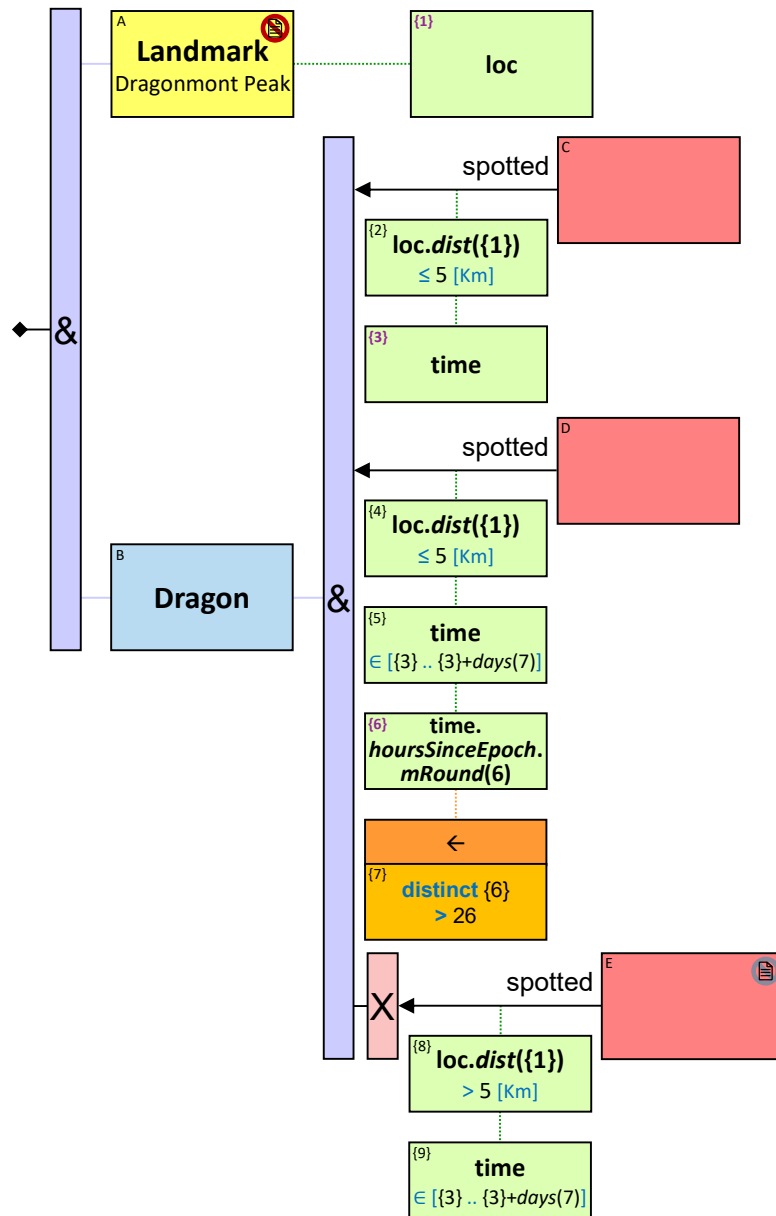 A
Landmark
Dragonmont Peak
{1}
loc
&
spotted
C
{2}
loc.dist({1})
≤ 5 [Km]
{3}
time
spotted
D
{4}
loc.dist({1})
≤ 5 [Km]
B
Dragon
&
{5}
time
∈ [{3} .. {3}+days(7)]
{6}
time.
hoursSinceEpoch.
mRound(6)
←
{7}
distinct {6}
> 26
X
spotted
E
{8}
loc.dist({1})
> 5 [Km]
{9}
time
∈ [{3} .. {3}+days(7)]